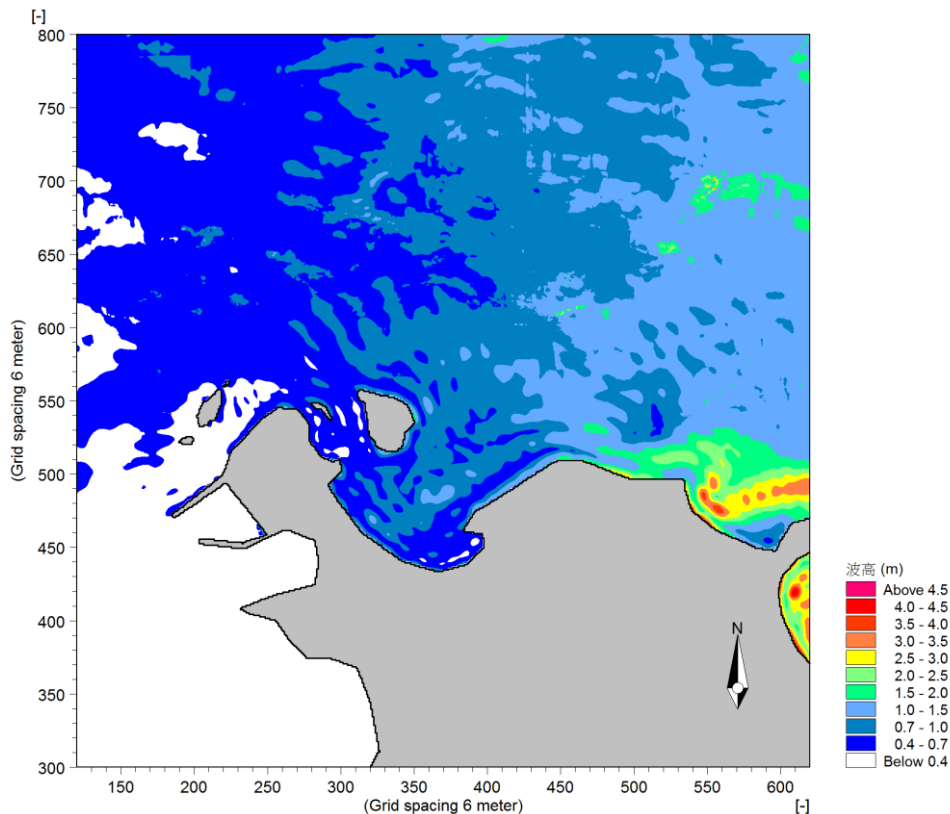 [-]
800
750
700
650
600
550
500
450
400
350
300
(Grid spacing 6 meter)
150 200 250 300 350 400 450 500 550 600
(Grid spacing 6 meter) [-]
N
波高 (m)
Above 4.5
4.0 - 4.5
3.5 - 4.0
3.0 - 3.5
2.5 - 3.0
2.0 - 2.5
1.5 - 2.0
1.0 - 1.5
0.7 - 1.0
0.4 - 0.7
Below 0.4